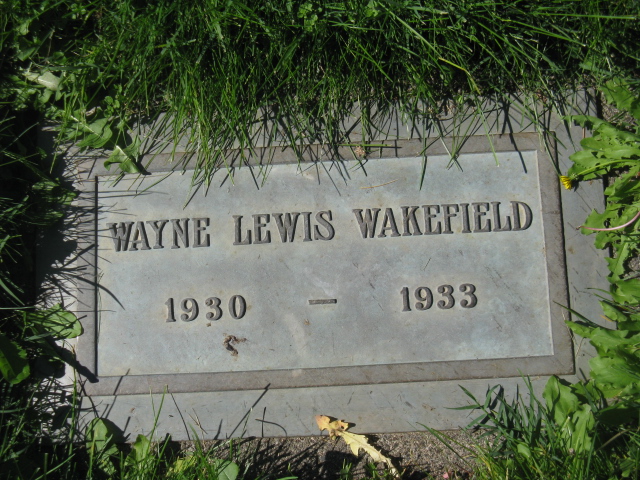 WAYNE LEWIS WAKEFIELD
1930 — 1933